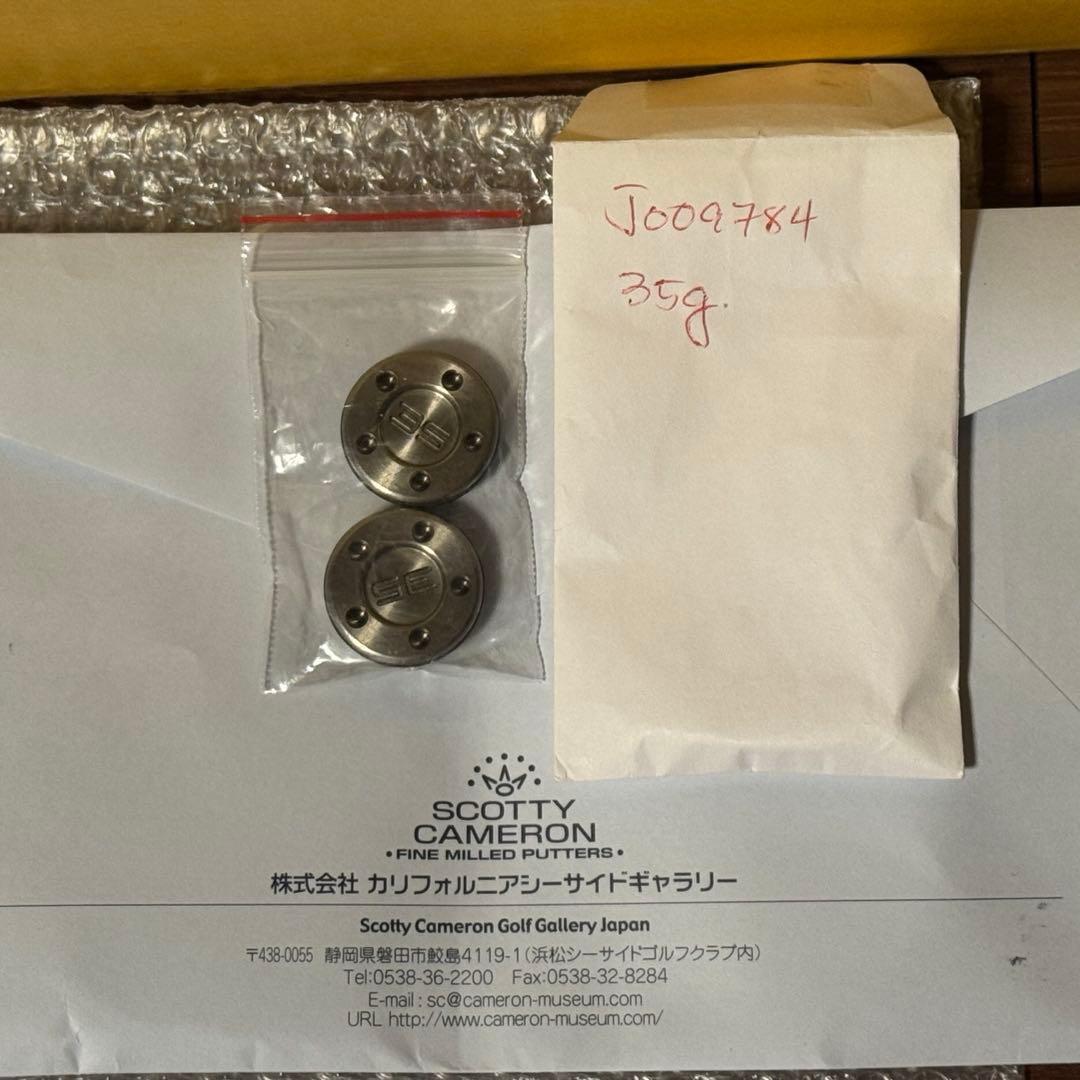 J009784
35g.
35
35
SCOTTY
CAMERON
•FINE MILLED PUTTERS•
株式会社 カリフォルニアシーサイドギャラリー
Scotty Cameron Golf Gallery Japan
〒438-0055 静岡県磐田市鮫島4119-1(浜松シーサイドゴルフクラブ内)
Tel:0538-36-2200 Fax:0538-32-8284
E-mail : sc@cameron-museum.com
URL http://www.cameron-museum.com/